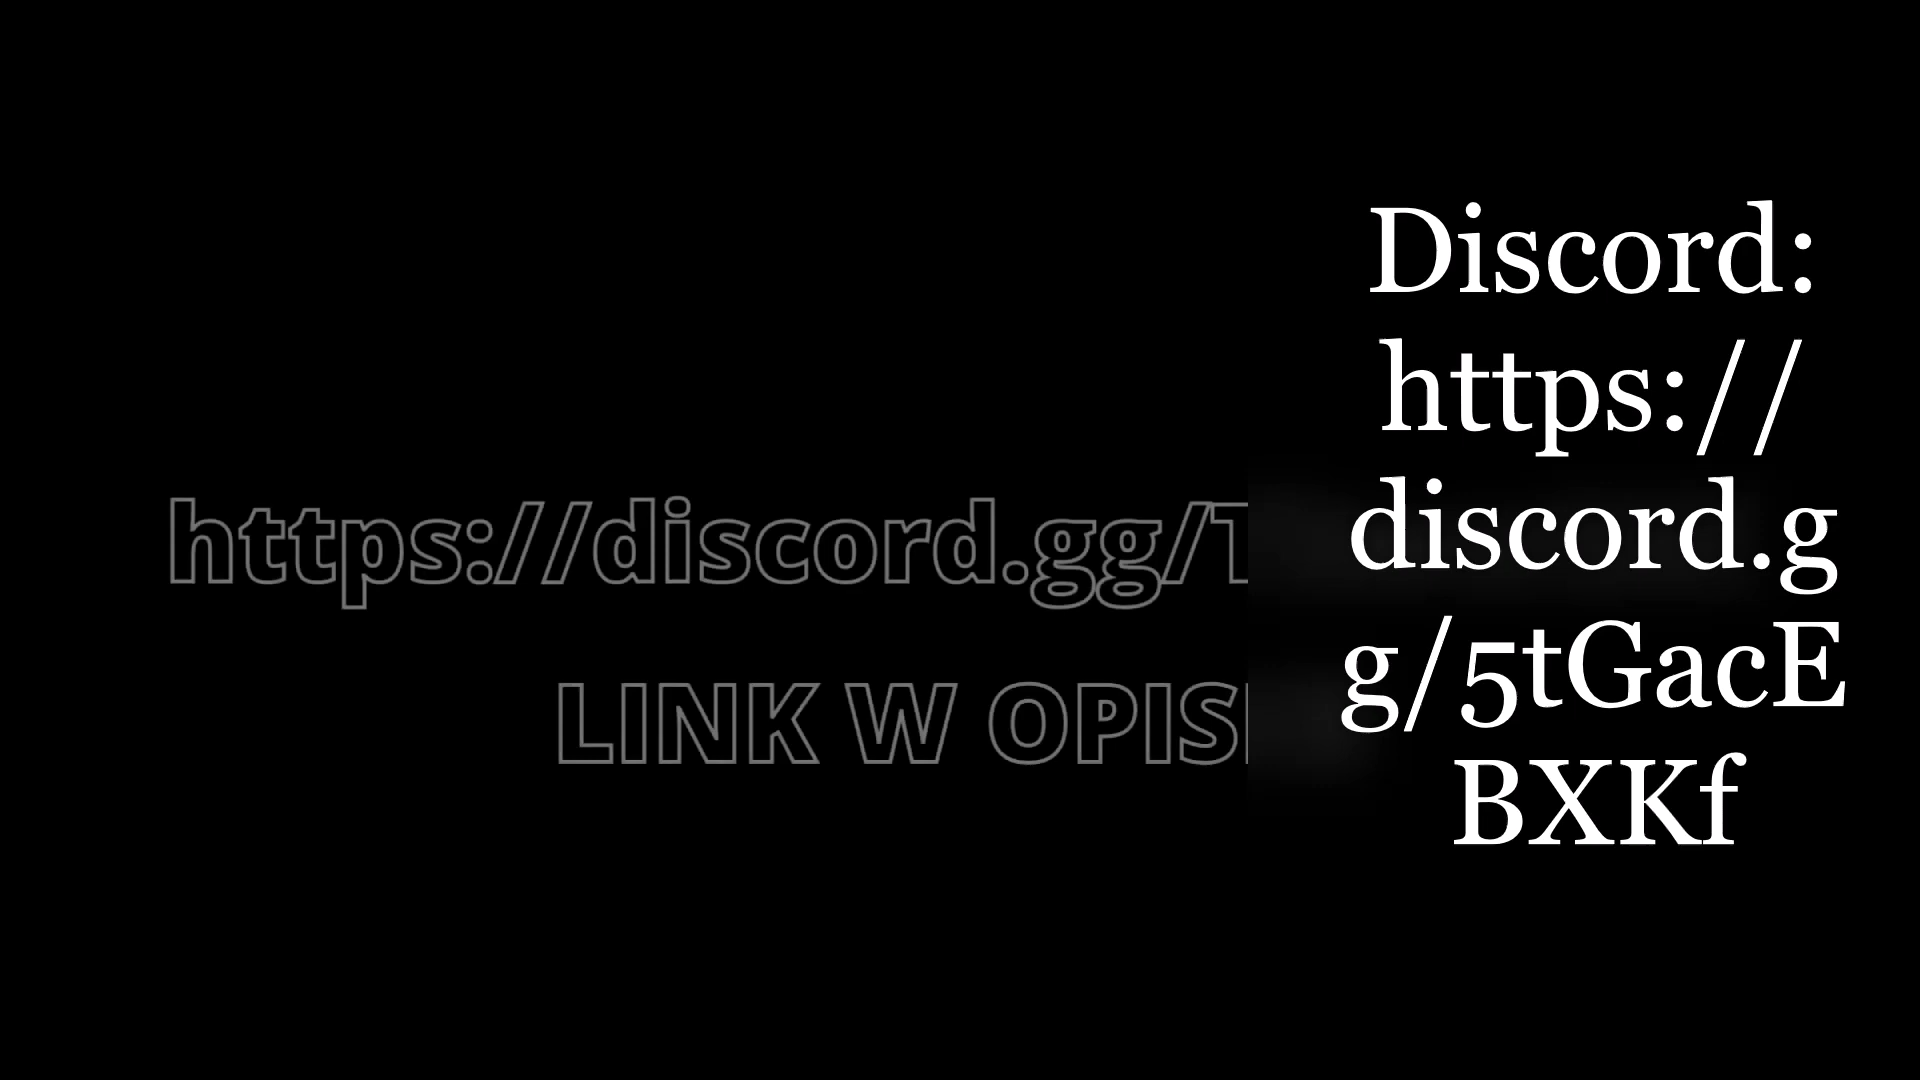 https://discord.gg/T
LINK W OPIS
Discord:
https://
discord.g
g/5tGacE
BXKf